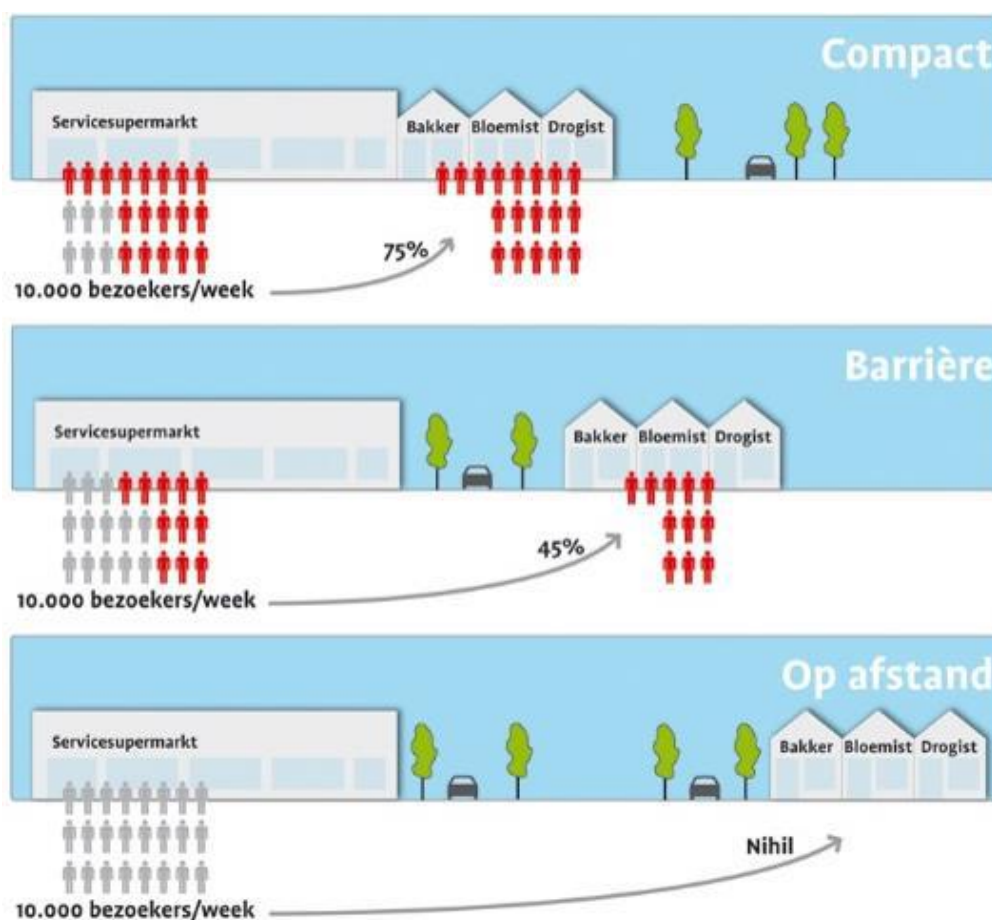 Compact
Servicesupermarkt
Bakker Bloemist Drogist
75%
10.000 bezoekers/week
Barrière
Servicesupermarkt
Bakker Bloemist Drogist
45%
10.000 bezoekers/week
Op afstand
Servicesupermarkt
Bakker Bloemist Drogist
Nihil
10.000 bezoekers/week